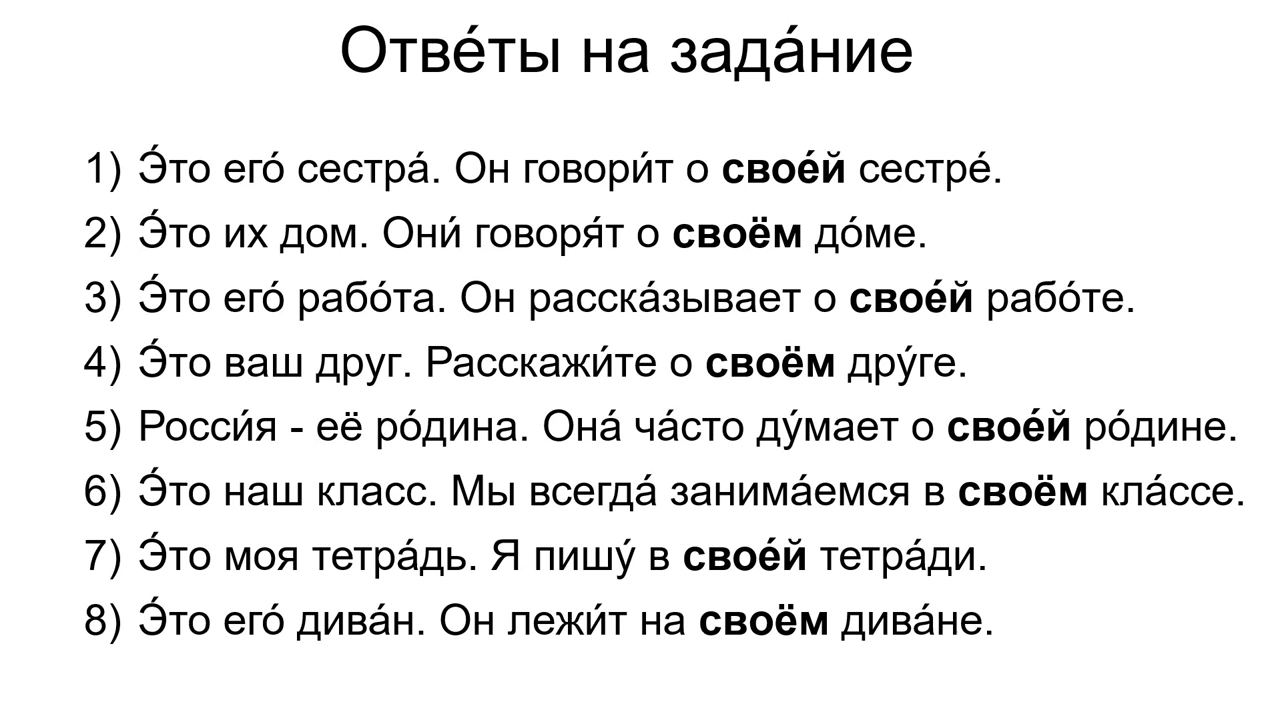 Отве́ты на зада́ние
1) Э́то его́ сестра́. Он говори́т о свое́й сестре́.
2) Э́то их дом. Они́ говоря́т о своём до́ме.
3) Э́то его́ рабо́та. Он расска́зывает о свое́й рабо́те.
4) Э́то ваш друг. Расскажи́те о своём дру́ге.
5) Росси́я - её ро́дина. Она́ ча́сто ду́мает о свое́й ро́дине.
6) Э́то наш класс. Мы всегда́ занима́емся в своём кла́ссе.
7) Э́то моя тетра́дь. Я пишу́ в свое́й тетра́ди.
8) Э́то его́ дива́н. Он лежи́т на своём дива́не.